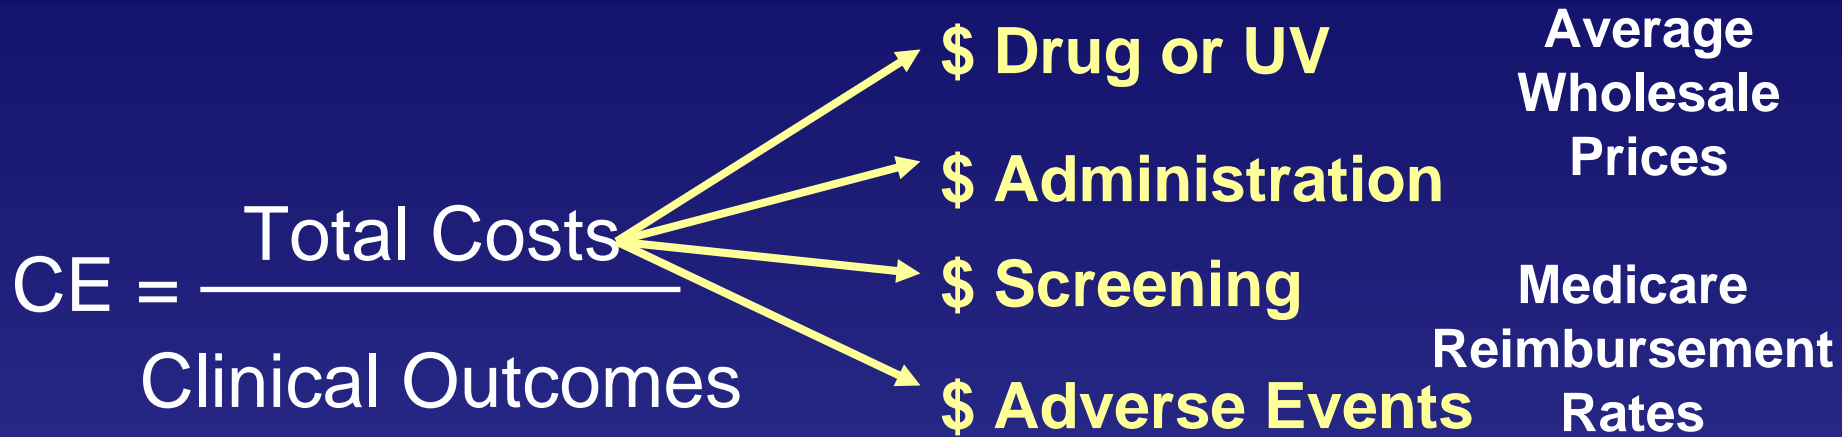 CE =
Total Costs
Clinical Outcomes
$ Drug or UV
$ Administration
$ Screening
$ Adverse Events
Average
Wholesale
Prices
Medicare
Reimbursement
Rates